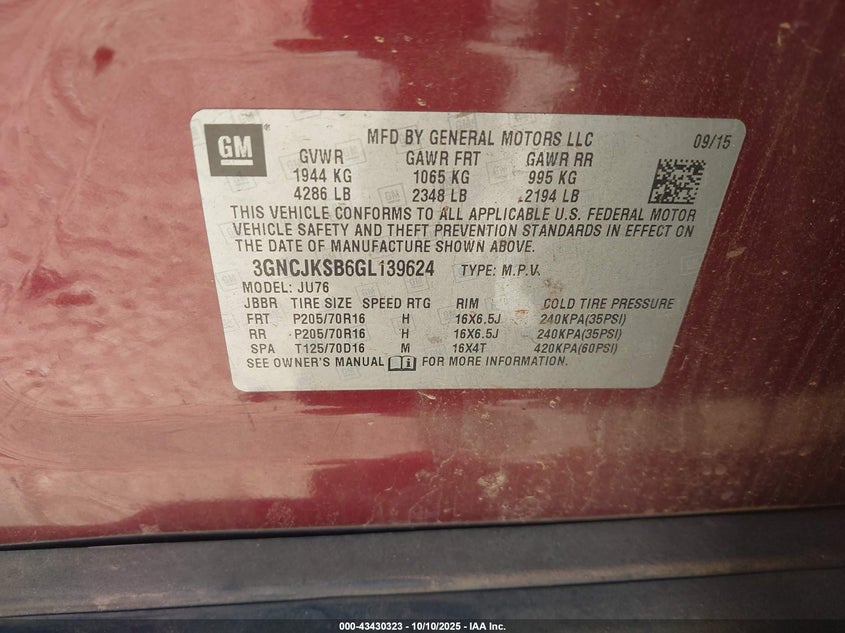 GM
MFD BY GENERAL MOTORS LLC 09/15
GVWR GAWR FRT GAWR RR
1944 KG 1065 KG 995 KG
4286 LB 2348 LB 2194 LB
THIS VEHICLE CONFORMS TO ALL APPLICABLE U.S. FEDERAL MOTOR
VEHICLE SAFETY AND THEFT PREVENTION STANDARDS IN EFFECT ON
THE DATE OF MANUFACTURE SHOWN ABOVE.
3GNCJKSB6GL139624 TYPE: M.P.V.
MODEL: JU76
JBBR TIRE SIZE SPEED RTG RIM COLD TIRE PRESSURE
FRT P205/70R16 H 16X6.5J 240KPA(35PSI)
RR P205/70R16 H 16X6.5J 240KPA(35PSI)
SPA T125/70D16 M 16X4T 420KPA(60PSI)
SEE OWNER'S MANUAL FOR MORE INFORMATION.
000-43430323 - 10/10/2025 - IAA Inc.